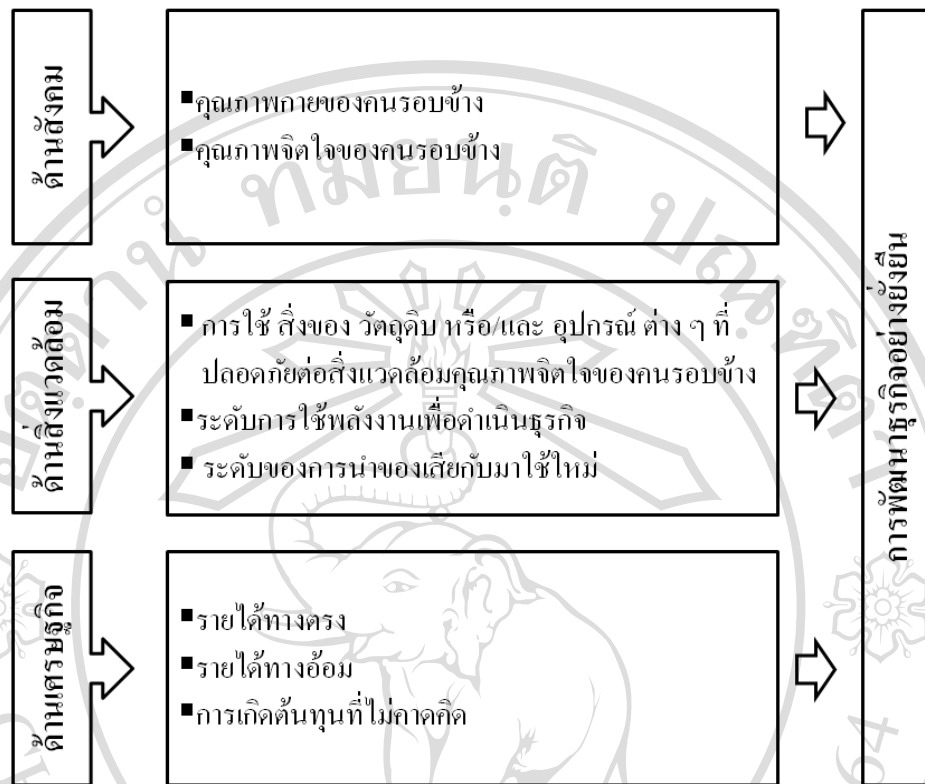 ด้านสังคม
▪คุณภาพกายของคนรอบข้าง
▪คุณภาพจิตใจของคนรอบข้าง
ด้านสิ่งแวดล้อม
▪ การใช้ สิ่งของ วัตถุดิบ หรือ/และ อุปกรณ์ ต่าง ๆ ที่
ปลอดภัยต่อสิ่งแวดล้อมคุณภาพจิตใจของคนรอบข้าง
▪ระดับการใช้พลังงานเพื่อดำเนินธุรกิจ
▪ ระดับของการนำของเสียกับมาใช้ใหม่
ด้านเศรษฐกิจ
▪รายได้ทางตรง
▪รายได้ทางอ้อม
▪การเกิดต้นทุนที่ไม่คาดคิด
การพัฒนาธุรกิจอย่างยั่งยืน
ทมยนฺติ
64